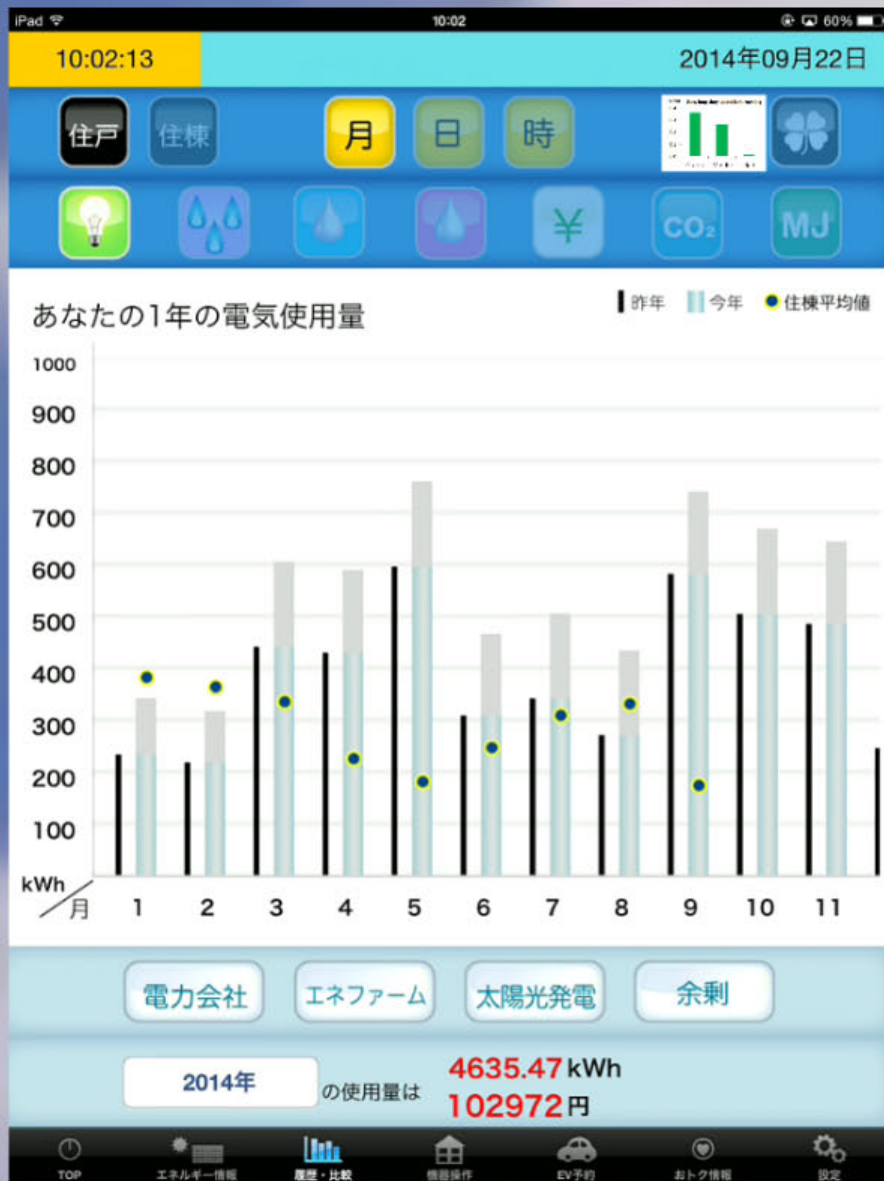 iPad 10:02 60%
10:02:13 2014年09月22日
住戸 住棟 月 日 時
¥ CO₂ MJ
あなたの1年の電気使用量
昨年 今年 住棟平均値
1000
900
800
700
600
500
400
300
200
100
kWh
月 1 2 3 4 5 6 7 8 9 10 11
電力会社 エネファーム 太陽光発電 余剰
2014年 の使用量は 4635.47 kWh
102972 円
TOP エネルギー情報 履歴・比較 機器操作 EV予約 おトク情報 設定